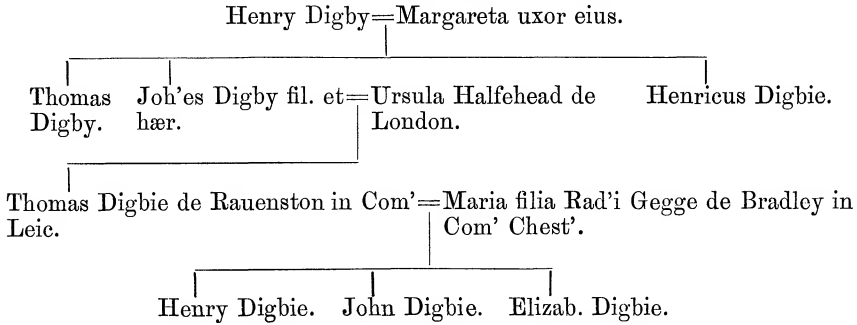 Henry Digby=Margareta uxor eius.
Thomas Digby.
Joh'es Digby fil. et hær.=Ursula Halfehead de London.
Henricus Digbie.
Thomas Digbie de Rauenston in Com' Leic.=Maria filia Rad'i Gegge de Bradley in Com' Chest'.
Henry Digbie. John Digbie. Elizab. Digbie.